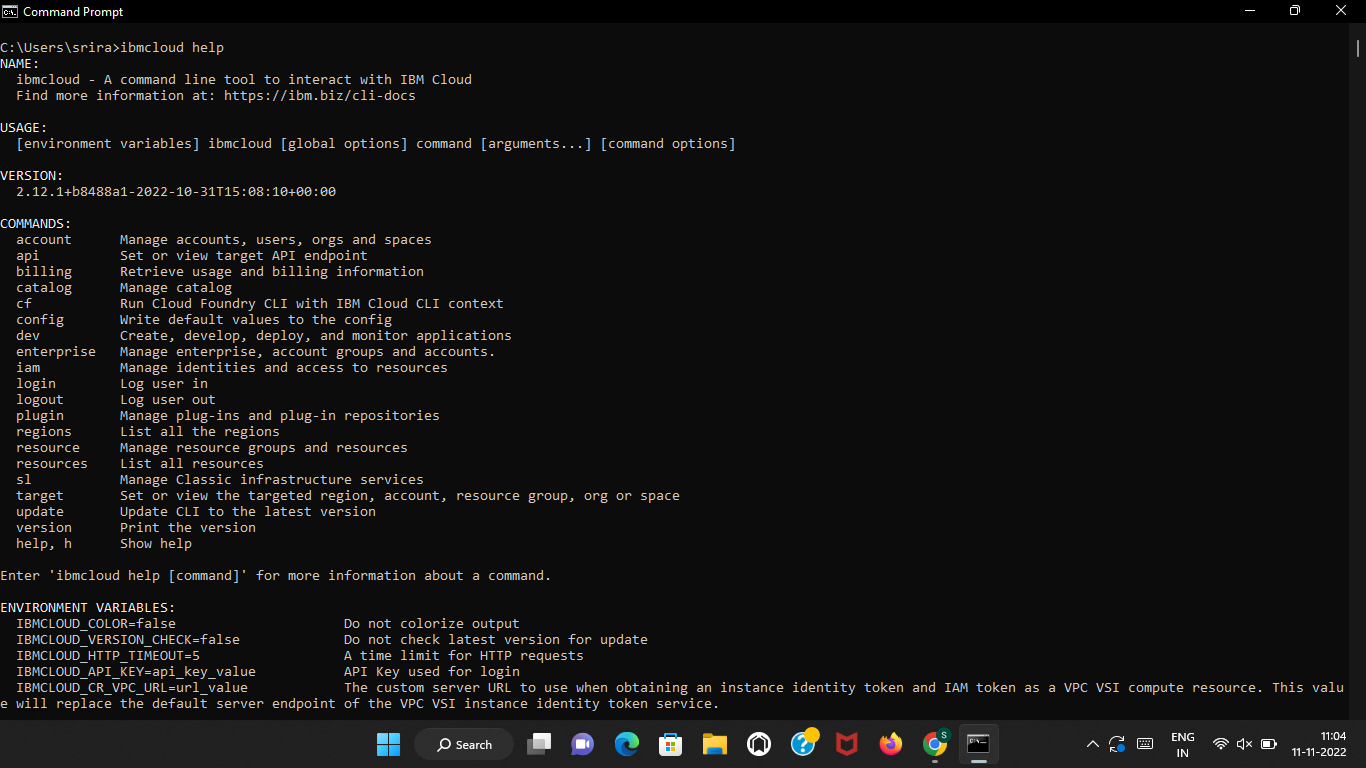 Command Prompt
C:\Users\srira>ibmcloud help
NAME:
  ibmcloud - A command line tool to interact with IBM Cloud
  Find more information at: https://ibm.biz/cli-docs
USAGE:
  [environment variables] ibmcloud [global options] command [arguments...] [command options]
VERSION:
  2.12.1+b8488a1-2022-10-31T15:08:10+00:00
COMMANDS:
  account      Manage accounts, users, orgs and spaces
  api          Set or view target API endpoint
  billing      Retrieve usage and billing information
  catalog      Manage catalog
  cf           Run Cloud Foundry CLI with IBM Cloud CLI context
  config       Write default values to the config
  dev          Create, develop, deploy, and monitor applications
  enterprise   Manage enterprise, account groups and accounts.
  iam          Manage identities and access to resources
  login        Log user in
  logout       Log user out
  plugin       Manage plug-ins and plug-in repositories
  regions      List all the regions
  resource     Manage resource groups and resources
  resources    List all resources
  sl           Manage Classic infrastructure services
  target       Set or view the targeted region, account, resource group, org or space
  update       Update CLI to the latest version
  version      Print the version
  help, h      Show help
Enter 'ibmcloud help [command]' for more information about a command.
ENVIRONMENT VARIABLES:
  IBMCLOUD_COLOR=false                     Do not colorize output
  IBMCLOUD_VERSION_CHECK=false             Do not check latest version for update
  IBMCLOUD_HTTP_TIMEOUT=5                  A time limit for HTTP requests
  IBMCLOUD_API_KEY=api_key_value           API Key used for login
  IBMCLOUD_CR_VPC_URL=url_value            The custom server URL to use when obtaining an instance identity token and IAM token as a VPC VSI compute resource. This valu
e will replace the default server endpoint of the VPC VSI instance identity token service.
Search
S
ENG
IN
11:04
11-11-2022